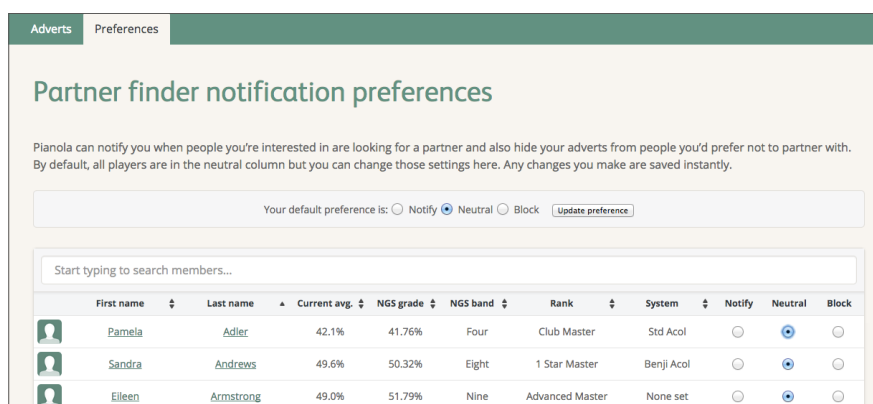 Adverts Preferences
Partner finder notification preferences
Pianola can notify you when people you're interested in are looking for a partner and also hide your adverts from people you'd prefer not to partner with.
By default, all players are in the neutral column but you can change those settings here. Any changes you make are saved instantly.
Your default preference is: Notify Neutral Block Update preference
Start typing to search members...
First name Last name Current avg. NGS grade NGS band Rank System Notify Neutral Block
Pamela Adler 42.1% 41.76% Four Club Master Std Acol
Sandra Andrews 49.6% 50.32% Eight 1 Star Master Benji Acol
Eileen Armstrong 49.0% 51.79% Nine Advanced Master None set